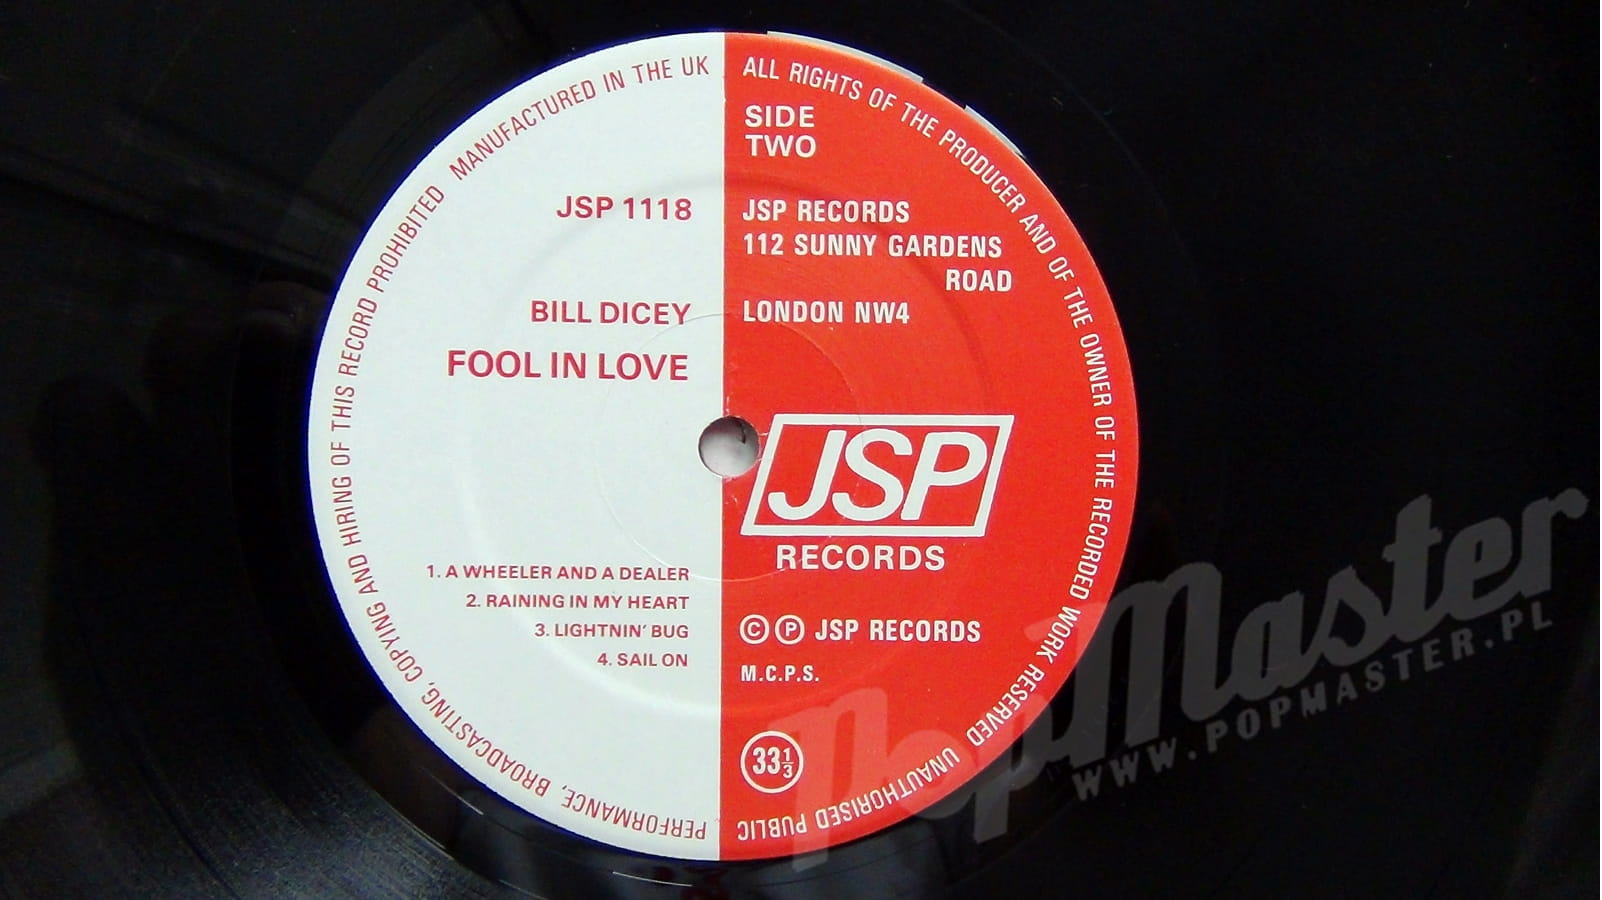 MANUFACTURED IN THE UK
ALL RIGHTS OF THE PRODUCER AND OF THE OWNER OF THE RECORDED WORK RESERVED
UNAUTHORISED PUBLIC PERFORMANCE, BROADCASTING, COPYING AND HIRING OF THIS RECORD PROHIBITED
SIDE
TWO
JSP 1118
JSP RECORDS
112 SUNNY GARDENS
ROAD
LONDON NW4
BILL DICEY
FOOL IN LOVE
JSP
RECORDS
1. A WHEELER AND A DEALER
2. RAINING IN MY HEART
3. LIGHTNIN' BUG
4. SAIL ON
© ℗ JSP RECORDS
M.C.P.S.
33 1/3
PopMaster
WWW.POPMASTER.PL